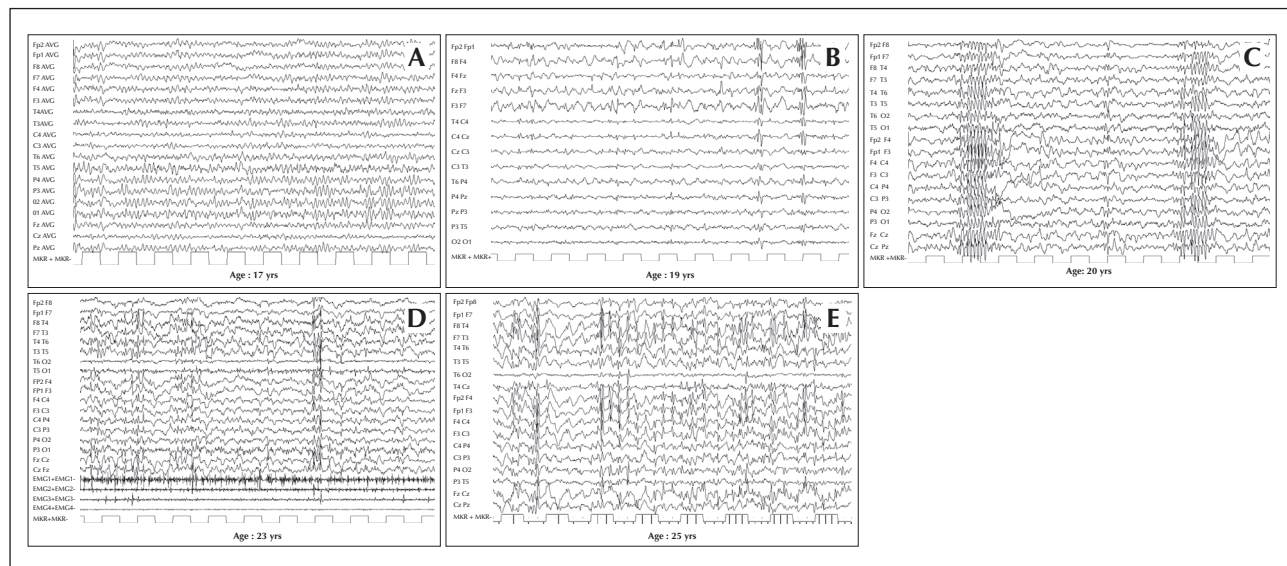 A
Fp2 AVG
Fp1 AVG
F8 AVG
F7 AVG
F4 AVG
F3 AVG
T4AVG
T3AVG
C4 AVG
C3 AVG
T6 AVG
T5 AVG
P4 AVG
P3 AVG
02 AVG
01 AVG
Fz AVG
Cz AVG
Pz AVG
MKR + MKR-
Age : 17 yrs
B
Fp2 Fp1
F8 F4
F4 Fz
Fz F3
F3 F7
T4 C4
C4 Cz
Cz C3
C3 T3
T6 P4
P4 Pz
Pz P3
P3 T5
O2 O1
MKR + MKR+
Age : 19 yrs
C
Fp2 F8
Fp1 F7
F8 T4
F7 T3
T4 T6
T3 T5
T6 O2
T5 O1
Fp2 F4
Fp1 F3
F4 C4
F3 C3
C4 P4
C3 P3
P4 O2
P3 O1
Fz Cz
Cz Pz
MKR +MKR-
Age: 20 yrs
D
Fp2 F8
Fp1 F7
F8 T4
F7 T3
T4 T6
T3 T5
T6 O2
T5 O1
FP2 F4
FP1 F3
F4 C4
F3 C3
C4 P4
C3 P3
P4 O2
P3 O1
Fz Cz
Cz Fz
EMG1+EMG1-
EMG2+EMG2-
EMG3+EMG3-
EMG4+EMG4-
MKR+MKR-
Age : 23 yrs
E
Fp2 Fp8
Fp1 F7
F8 T4
F7 T3
T4 T6
T3 T5
T6 O2
T4 Cz
Fp2 F4
Fp1 F3
F4 C4
F3 C3
C4 P4
C3 P3
P4 O2
P3 T5
Fz Cz
Cz Pz
MKR + MKR-
Age : 25 yrs